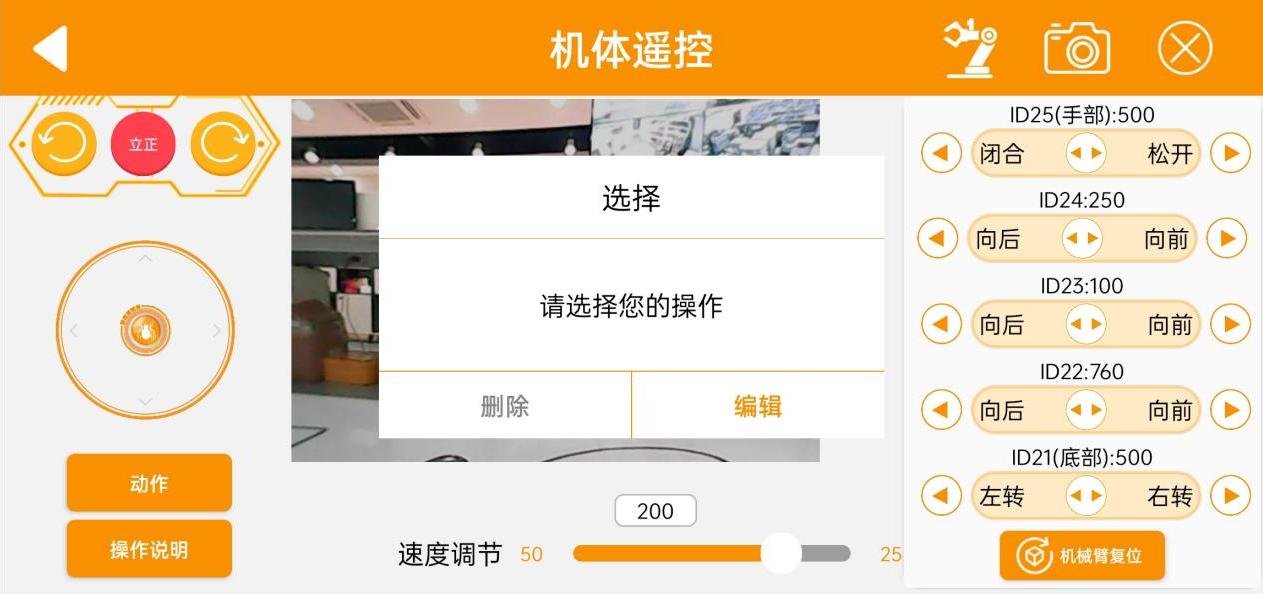 机体遥控
立正
动作
操作说明
选择
请选择您的操作
删除
编辑
200
速度调节
50
25
ID25(手部):500
闭合
松开
ID24:250
向后
向前
ID23:100
向后
向前
ID22:760
向后
向前
ID21(底部):500
左转
右转
机械臂复位